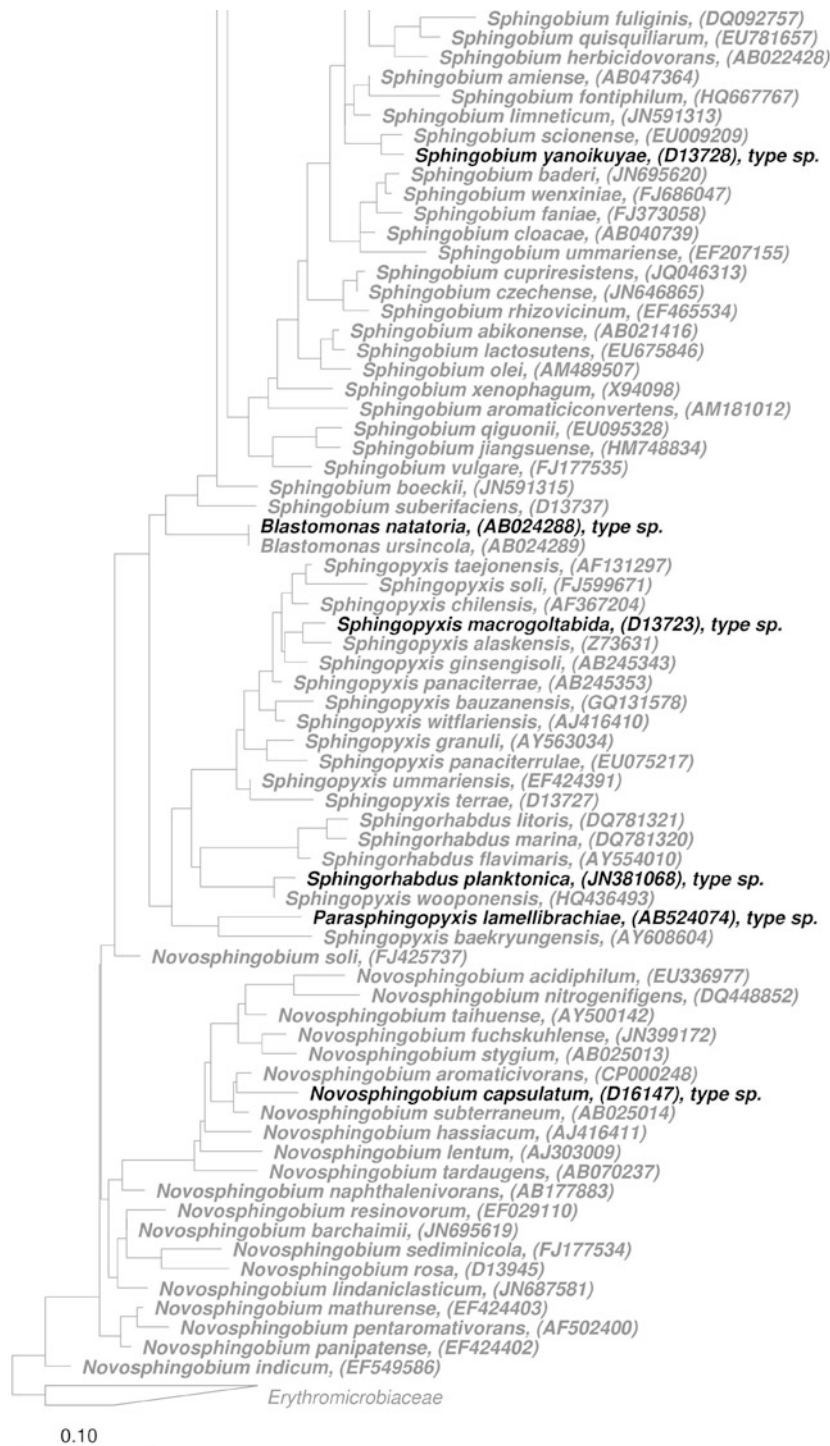 Sphingobium fuliginis, (DQ092757)
Sphingobium quisquiliarum, (EU781657)
Sphingobium herbicidovorans, (AB022428)
Sphingobium amiense, (AB047364)
Sphingobium fontiphilum, (HQ667767)
Sphingobium limneticum, (JN591313)
Sphingobium scionense, (EU009209)
Sphingobium yanoikuyae, (D13728), type sp.
Sphingobium baderi, (JN695620)
Sphingobium wenxiniae, (FJ686047)
Sphingobium faniae, (FJ373058)
Sphingobium cloacae, (AB040739)
Sphingobium ummariense, (EF207155)
Sphingobium cupriresistens, (JQ046313)
Sphingobium czechense, (JN646865)
Sphingobium rhizovicinum, (EF465534)
Sphingobium abikonense, (AB021416)
Sphingobium lactosutens, (EU675846)
Sphingobium olei, (AM489507)
Sphingobium xenophagum, (X94098)
Sphingobium aromaticiconvertens, (AM181012)
Sphingobium qiguonii, (EU095328)
Sphingobium jiangsuense, (HM748834)
Sphingobium vulgare, (FJ177535)
Sphingobium boeckii, (JN591315)
Sphingobium suberifaciens, (D13737)
Blastomonas natatoria, (AB024288), type sp.
Blastomonas ursincola, (AB024289)
Sphingopyxis taejonensis, (AF131297)
Sphingopyxis soli, (FJ599671)
Sphingopyxis chilensis, (AF367204)
Sphingopyxis macrogoltabida, (D13723), type sp.
Sphingopyxis alaskensis, (Z73631)
Sphingopyxis ginsengisoli, (AB245343)
Sphingopyxis panaciterrae, (AB245353)
Sphingopyxis bauzanensis, (GQ131578)
Sphingopyxis witflariensis, (AJ416410)
Sphingopyxis granuli, (AY563034)
Sphingopyxis panaciterrulae, (EU075217)
Sphingopyxis ummariensis, (EF424391)
Sphingopyxis terrae, (D13727)
Sphingorhabdus litoris, (DQ781321)
Sphingorhabdus marina, (DQ781320)
Sphingorhabdus flavimaris, (AY554010)
Sphingorhabdus planktonica, (JN381068), type sp.
Sphingopyxis wooponensis, (HQ436493)
Parasphingopyxis lamellibrachiae, (AB524074), type sp.
Sphingopyxis baekryungensis, (AY608604)
Novosphingobium soli, (FJ425737)
Novosphingobium acidiphilum, (EU336977)
Novosphingobium nitrogenifigens, (DQ448852)
Novosphingobium taihuense, (AY500142)
Novosphingobium fuchskuhlense, (JN399172)
Novosphingobium stygium, (AB025013)
Novosphingobium aromaticivorans, (CP000248)
Novosphingobium capsulatum, (D16147), type sp.
Novosphingobium subterraneum, (AB025014)
Novosphingobium hassiacum, (AJ416411)
Novosphingobium lentum, (AJ303009)
Novosphingobium tardaugens, (AB070237)
Novosphingobium naphthalenivorans, (AB177883)
Novosphingobium resinovorum, (EF029110)
Novosphingobium barchaimii, (JN695619)
Novosphingobium sediminicola, (FJ177534)
Novosphingobium rosa, (D13945)
Novosphingobium lindaniclasticum, (JN687581)
Novosphingobium mathurense, (EF424403)
Novosphingobium pentaromativorans, (AF502400)
Novosphingobium panipatense, (EF424402)
Novosphingobium indicum, (EF549586)
Erythromicrobiaceae
0.10